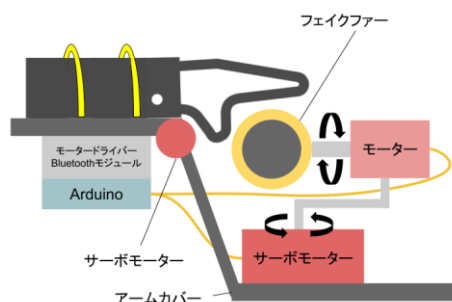 フェイクファー
モータードライバー
Bluetoothモジュール
モーター
Arduino
サーボモーター
サーボモーター
アームカバー